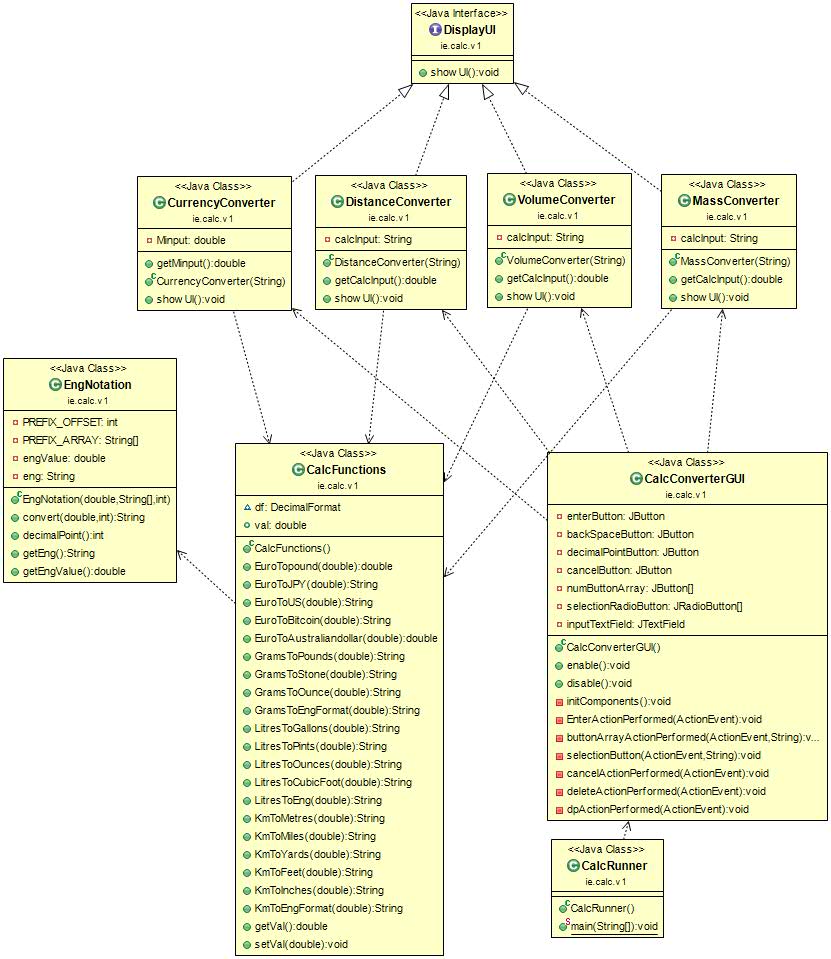 <<Java Interface>>
DisplayUI
ie.calc.v1
show UI():void
<<Java Class>>
CurrencyConverter
ie.calc.v1
Minput: double
getMinput():double
CurrencyConverter(String)
show UI():void
<<Java Class>>
DistanceConverter
ie.calc.v1
calcInput: String
DistanceConverter(String)
getCalcInput():double
show UI():void
<<Java Class>>
VolumeConverter
ie.calc.v1
calcInput: String
VolumeConverter(String)
getCalcInput():double
show UI():void
<<Java Class>>
MassConverter
ie.calc.v1
calcInput: String
MassConverter(String)
getCalcInput():double
show UI():void
<<Java Class>>
EngNotation
ie.calc.v1
PREFIX_OFFSET: int
PREFIX_ARRAY: String[]
engValue: double
eng: String
EngNotation(double,String[],int)
convert(double,int):String
decimalPoint():int
getEng():String
getEngValue():double
<<Java Class>>
CalcFunctions
ie.calc.v1
df: DecimalFormat
val: double
CalcFunctions()
EuroTopound(double):double
EuroToJPY(double):String
EuroToUS(double):String
EuroToBitcoin(double):String
EuroToAustraliandollar(double):double
GramsToPounds(double):String
GramsToStone(double):String
GramsToOunce(double):String
GramsToEngFormat(double):String
LitresToGallons(double):String
LitresToPints(double):String
LitresToOunces(double):String
LitresToCubicFoot(double):String
LitresToEng(double):String
KmToMetres(double):String
KmToMiles(double):String
KmToYards(double):String
KmToFeet(double):String
KmToInches(double):String
KmToEngFormat(double):String
getVal():double
setVal(double):void
<<Java Class>>
CalcConverterGUI
ie.calc.v1
enterButton: JButton
backSpaceButton: JButton
decimalPointButton: JButton
cancelButton: JButton
numButtonArray: JButton[]
selectionRadioButton: JRadioButton[]
inputTextField: JTextField
CalcConverterGUI()
enable():void
disable():void
initComponents():void
EnterActionPerformed(ActionEvent):void
buttonArrayActionPerformed(ActionEvent,String):v...
selectionButton(ActionEvent,String):void
cancelActionPerformed(ActionEvent):void
deleteActionPerformed(ActionEvent):void
dpActionPerformed(ActionEvent):void
<<Java Class>>
CalcRunner
ie.calc.v1
CalcRunner()
main(String[]):void